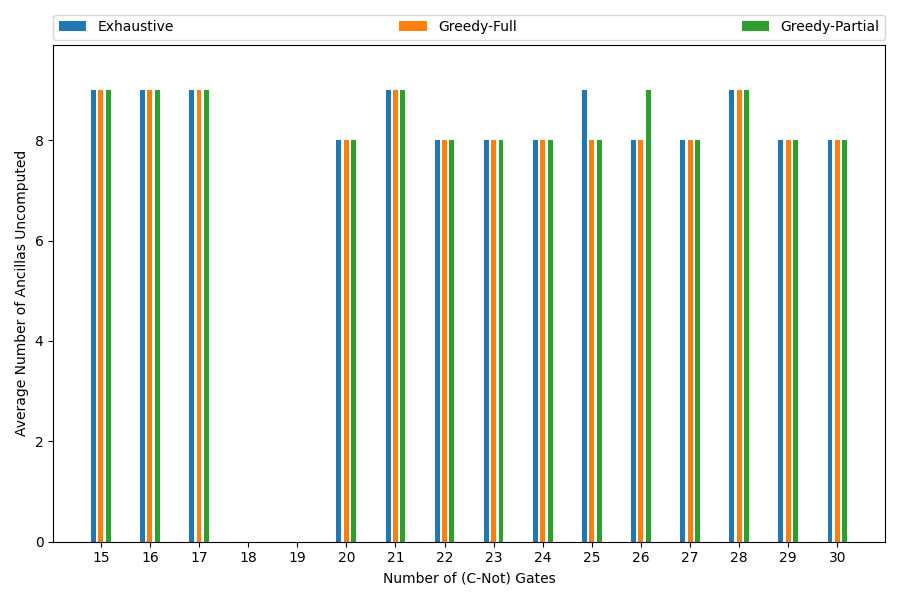 Exhaustive Greedy-Full Greedy-Partial
8
6
4
2
0
Average Number of Ancillas Uncomputed
15 16 17 18 19 20 21 22 23 24 25 26 27 28 29 30
Number of (C-Not) Gates